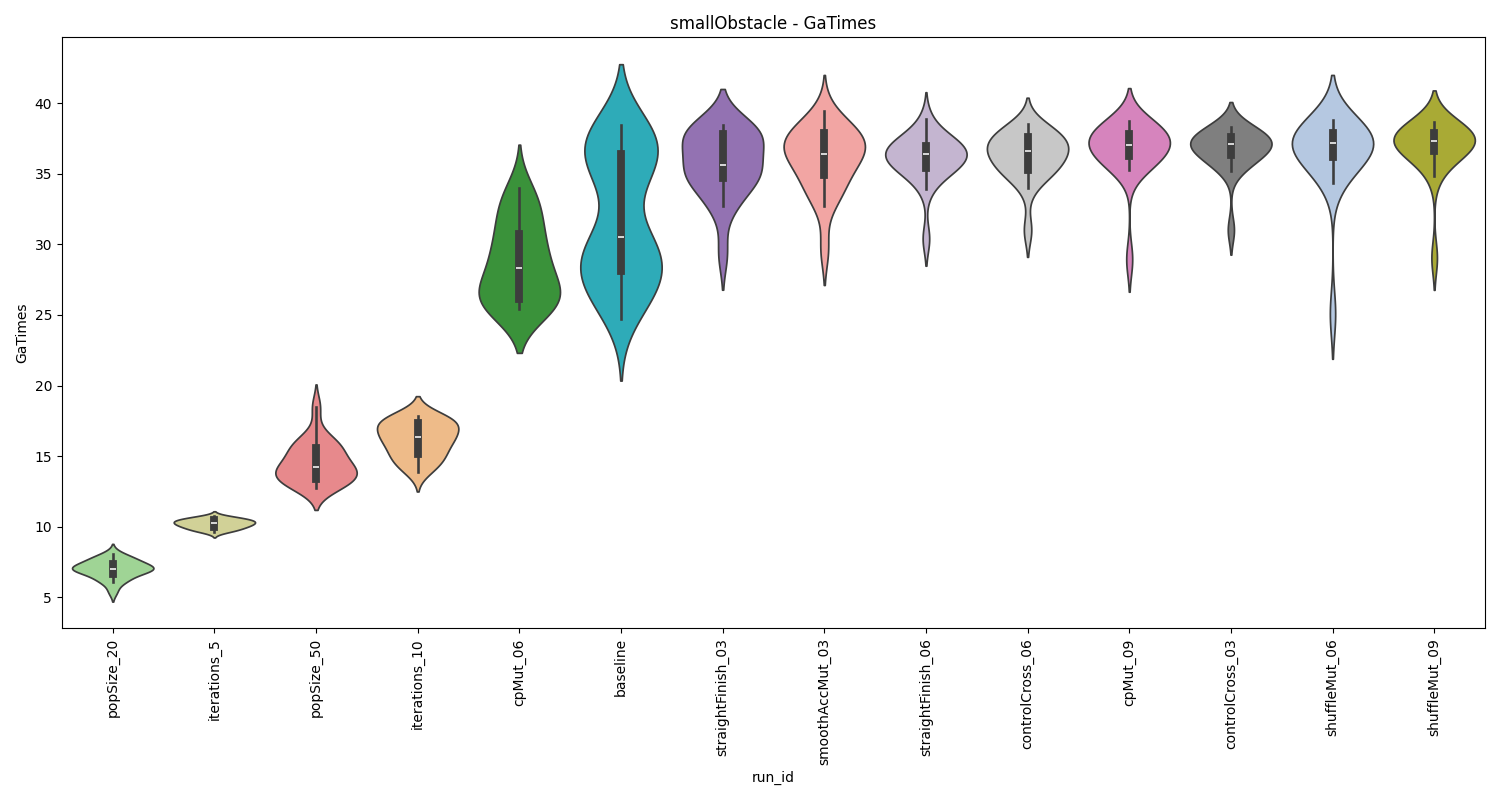 smallObstacle - GaTimes
GaTimes
40
35
30
25
20
15
10
5
popSize_20
iterations_5
popSize_50
iterations_10
cpMut_06
baseline
straightFinish_03
smoothAccMut_03
straightFinish_06
controlCross_06
cpMut_09
controlCross_03
shuffleMut_06
shuffleMut_09
run_id